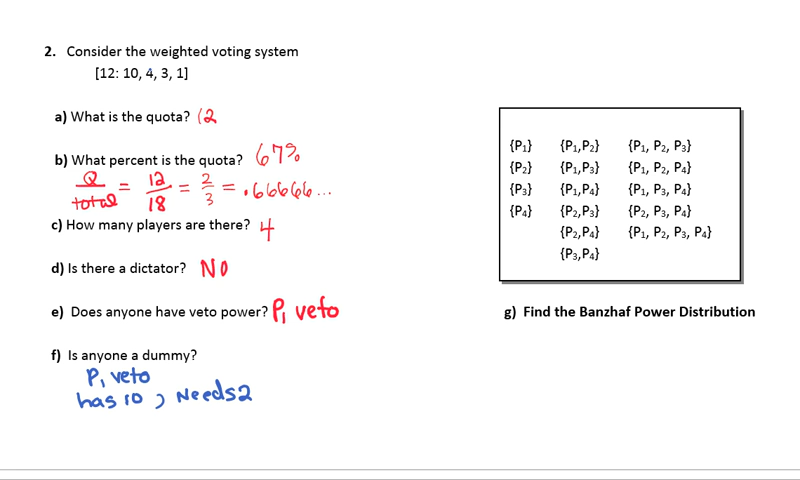 2. Consider the weighted voting system
[12: 10, 4, 3, 1]
a) What is the quota? 12
b) What percent is the quota? 67%
Q/total = 12/18 = 2/3 = .66666...
c) How many players are there? 4
d) Is there a dictator? NO
e) Does anyone have veto power? P₁ veto
f) Is anyone a dummy?
P₁ veto
has 10, Needs 2
{P₁} {P₁,P₂} {P₁, P₂, P₃}
{P₂} {P₁,P₃} {P₁, P₂, P₄}
{P₃} {P₁,P₄} {P₁, P₃, P₄}
{P₄} {P₂,P₃} {P₂, P₃, P₄}
{P₂,P₄} {P₁, P₂, P₃, P₄}
{P₃,P₄}
g) Find the Banzhaf Power Distribution